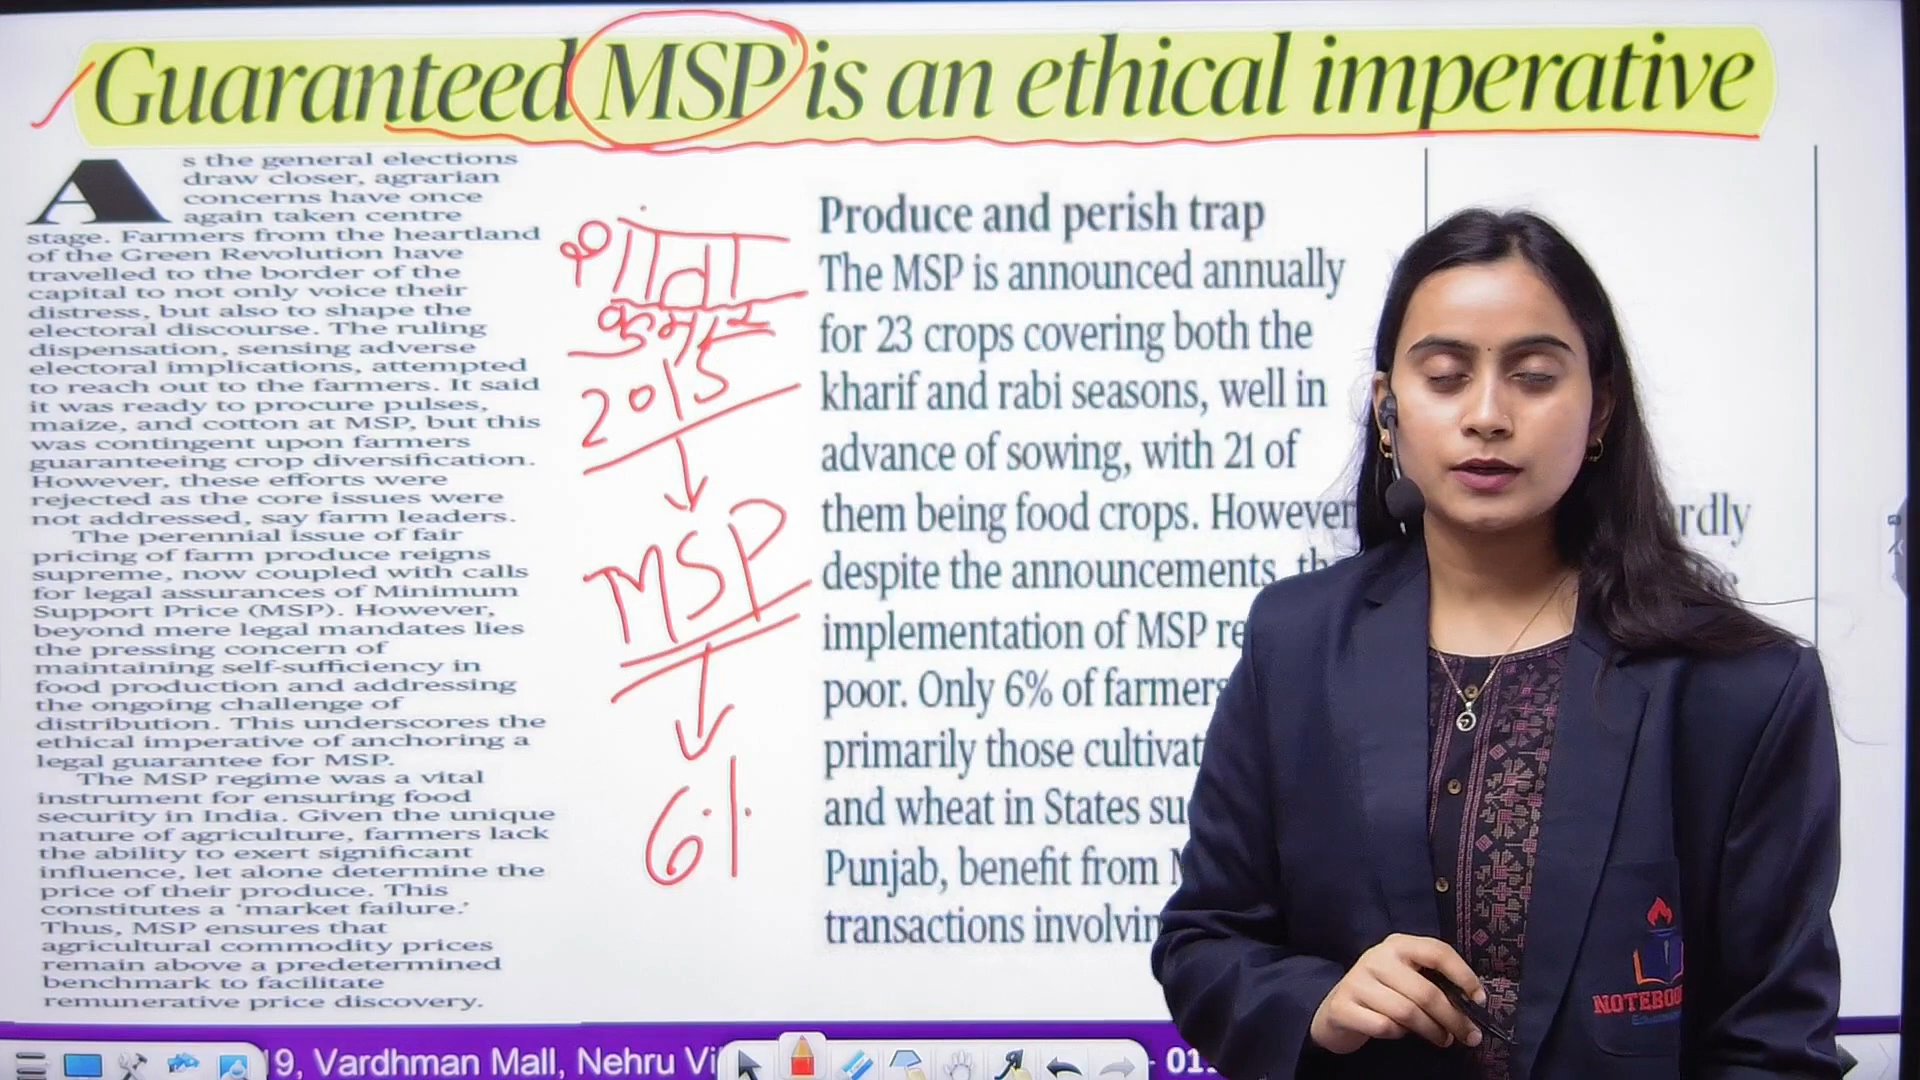 Guaranteed MSP is an ethical imperative
As the general elections
draw closer, agrarian
concerns have once
again taken centre
stage. Farmers from the heartland
of the Green Revolution have
travelled to the border of the
capital to not only voice their
distress, but also to shape the
electoral discourse. The ruling
dispensation, sensing adverse
electoral implications, attempted
to reach out to the farmers. It said
it was ready to procure pulses,
maize, and cotton at MSP, but this
was contingent upon farmers
guaranteeing crop diversification.
However, these efforts were
rejected as the core issues were
not addressed, say farm leaders.
The perennial issue of fair
pricing of farm produce reigns
supreme, now coupled with calls
for legal assurances of Minimum
Support Price (MSP). However,
beyond mere legal mandates lies
the pressing concern of
maintaining self-sufficiency in
food production and addressing
the ongoing challenge of
distribution. This underscores the
ethical imperative of anchoring a
legal guarantee for MSP.
The MSP regime was a vital
instrument for ensuring food
security in India. Given the unique
nature of agriculture, farmers lack
the ability to exert significant
influence, let alone determine the
price of their produce. This
constitutes a 'market failure.'
Thus, MSP ensures that
agricultural commodity prices
remain above a predetermined
benchmark to facilitate
remunerative price discovery.
शांता
कुमार
2015
MSP
6%
Produce and perish trap
The MSP is announced annually
for 23 crops covering both the
kharif and rabi seasons, well in
advance of sowing, with 21 of
them being food crops. However
despite the announcements, th
implementation of MSP re
poor. Only 6% of farmers
primarily those cultivat
and wheat in States su
Punjab, benefit from
transactions involvin
rdly
NOTEBOO
19, Vardhman Mall, Nehru Vi